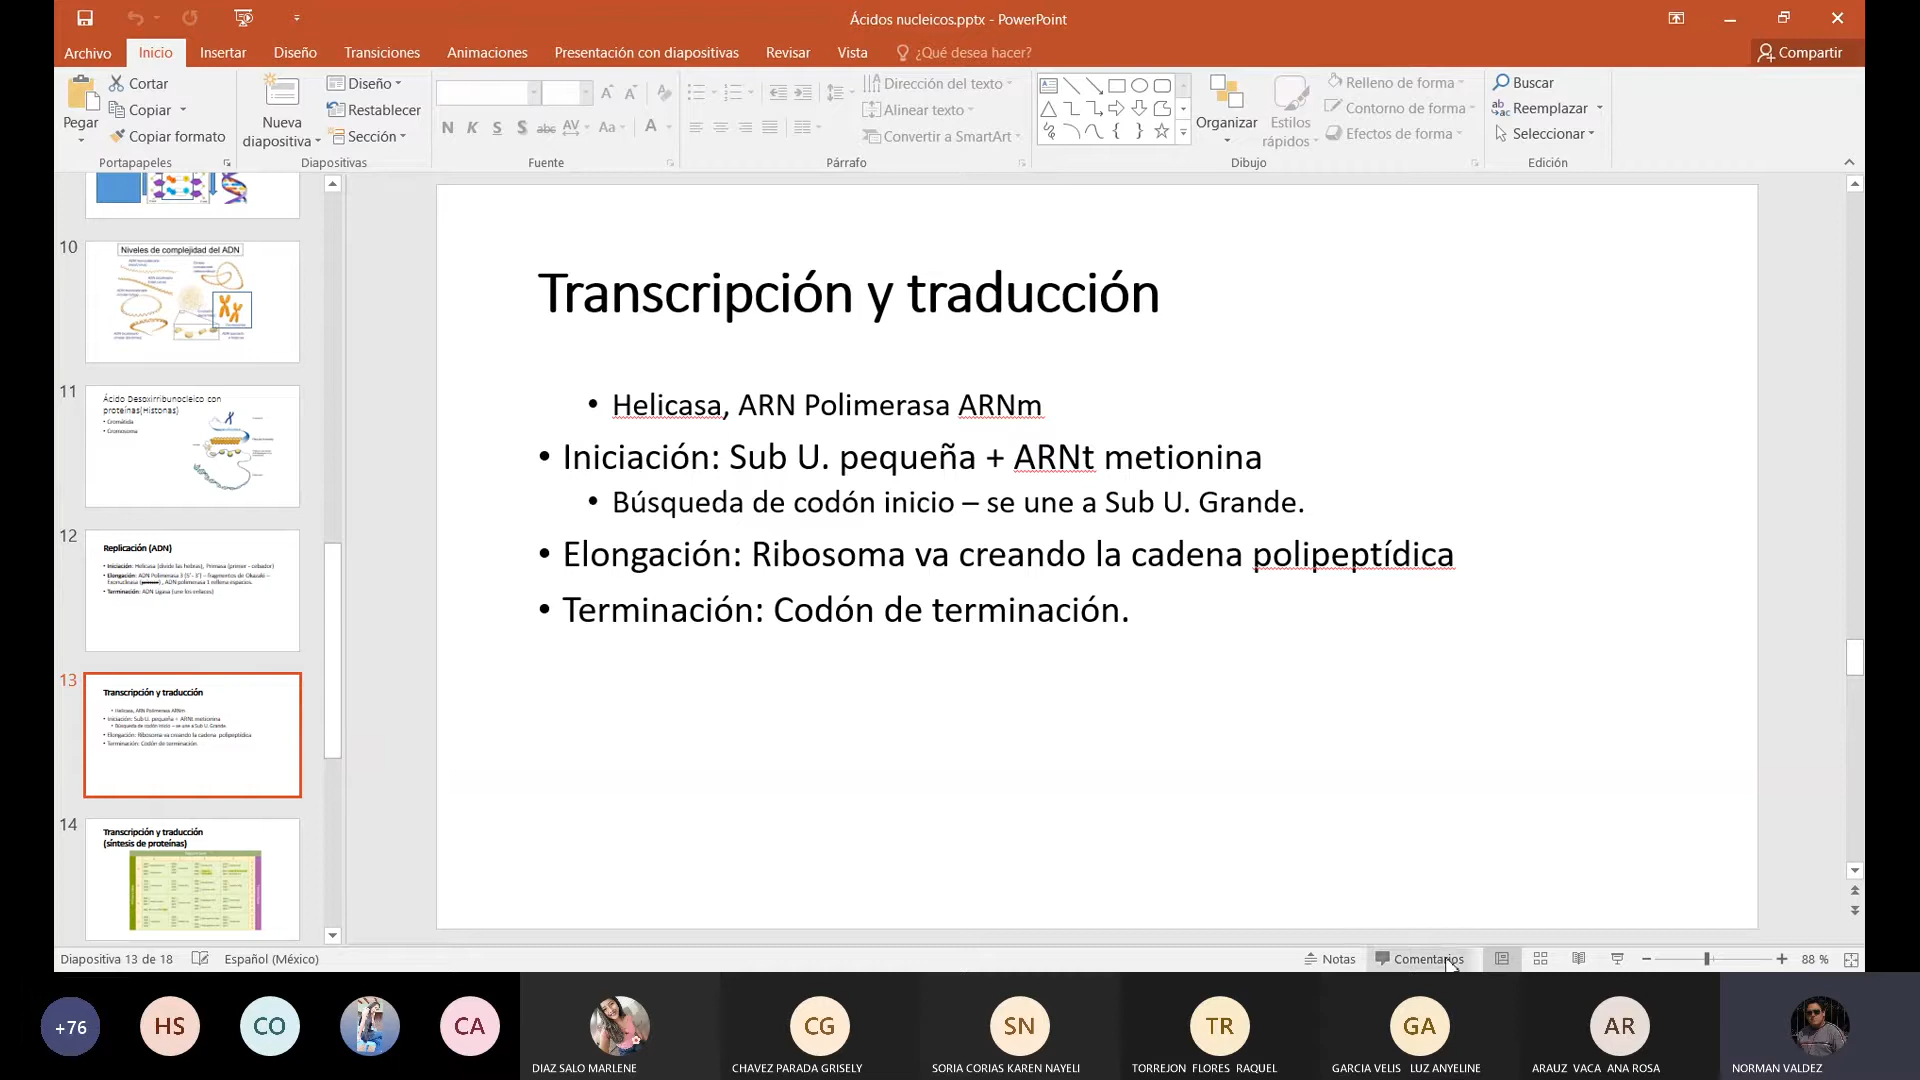 Ácidos nucleicos.pptx - PowerPoint
Archivo Inicio Insertar Diseño Transiciones Animaciones Presentación con diapositivas Revisar Vista ¿Qué desea hacer? Compartir
Pegar
Cortar
Copiar
Copiar formato
Portapapeles
Nueva
diapositiva
Diseño
Restablecer
Sección
Diapositivas
N K S S abc AV Aa A
Fuente
Dirección del texto
Alinear texto
Convertir a SmartArt
Párrafo
Organizar
Estilos
rápidos
Relleno de forma
Contorno de forma
Efectos de forma
Dibujo
Buscar
Reemplazar
Seleccionar
Edición
10
Niveles de complejidad del ADN
11
Ácido Desoxirribunocleico con
proteínas(Histonas)
• Cromátida
• Cromosoma
12
Replicación (ADN)
• Iniciación: Helicasa (divide las hebras), Primasa (primer - cebador)
• Elongación: ADN Polimerasa 3 (5'- 3') – fragmentos de Okazaki –
Exonucleasa (primer) , ADN polimerasa 1 rellena espacios.
• Terminación: ADN Ligasa (une los enlaces)
13
Transcripción y traducción
• Helicasa, ARN Polimerasa ARNm
• Iniciación: Sub U. pequeña + ARNt metionina
• Búsqueda de codón inicio – se une a Sub U. Grande.
• Elongación: Ribosoma va creando la cadena polipeptídica
• Terminación: Codón de terminación.
14
Transcripción y traducción
(síntesis de proteínas)
Transcripción y traducción
• Helicasa, ARN Polimerasa ARNm
• Iniciación: Sub U. pequeña + ARNt metionina
• Búsqueda de codón inicio – se une a Sub U. Grande.
• Elongación: Ribosoma va creando la cadena polipeptídica
• Terminación: Codón de terminación.
Diapositiva 13 de 18 Español (México) Notas Comentarios 88 %
+76 HS CO CA CG SN TR GA AR
DIAZ SALO MARLENE CHAVEZ PARADA GRISELY SORIA CORIAS KAREN NAYELI TORREJON FLORES RAQUEL GARCIA VELIS LUZ ANYELINE ARAUZ VACA ANA ROSA NORMAN VALDEZ